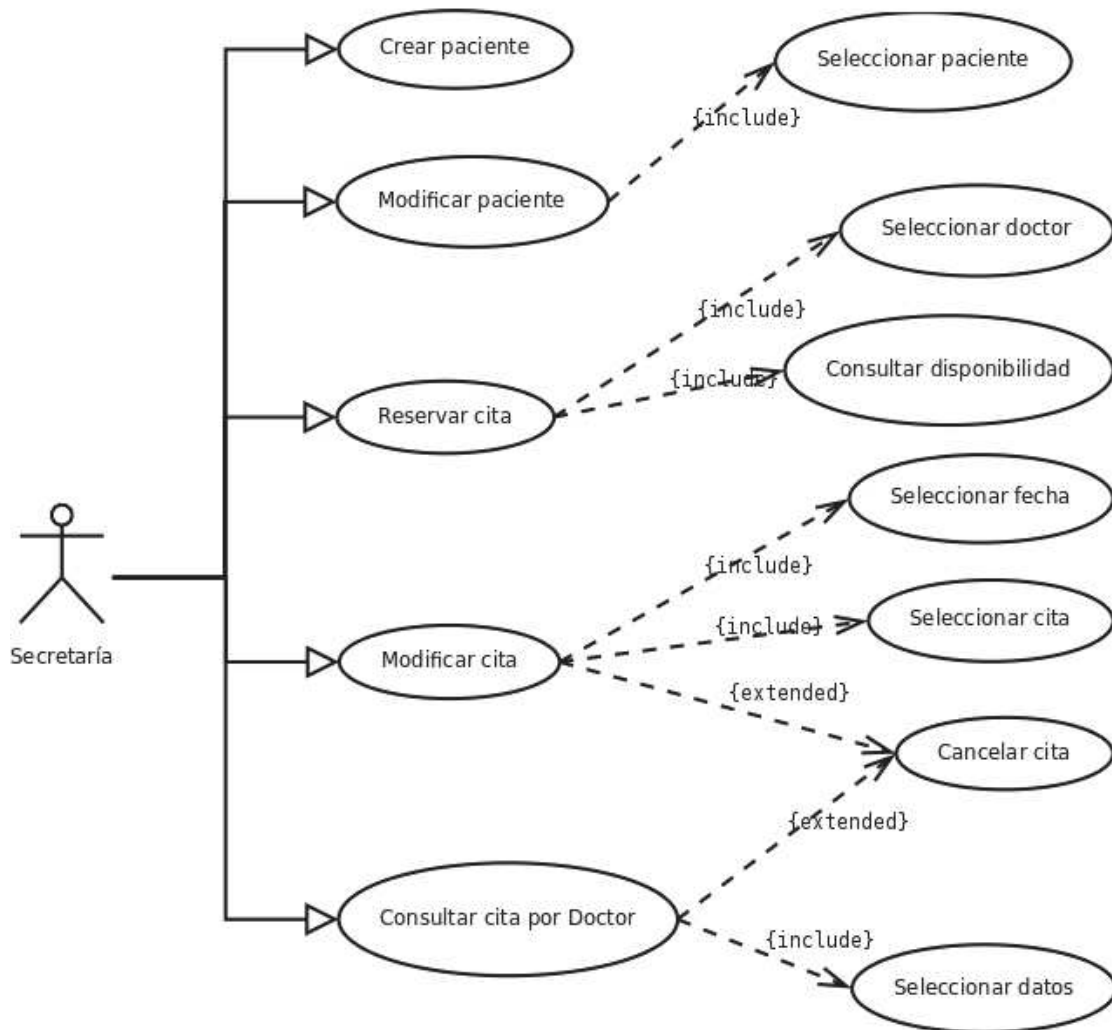 Crear paciente
Seleccionar paciente
{include}
Modificar paciente
Seleccionar doctor
{include}
Consultar disponibilidad
{include}
Reservar cita
Seleccionar fecha
{include}
Seleccionar cita
{include}
Secretaría
Modificar cita
{extended}
Cancelar cita
{extended}
Consultar cita por Doctor
{include}
Seleccionar datos